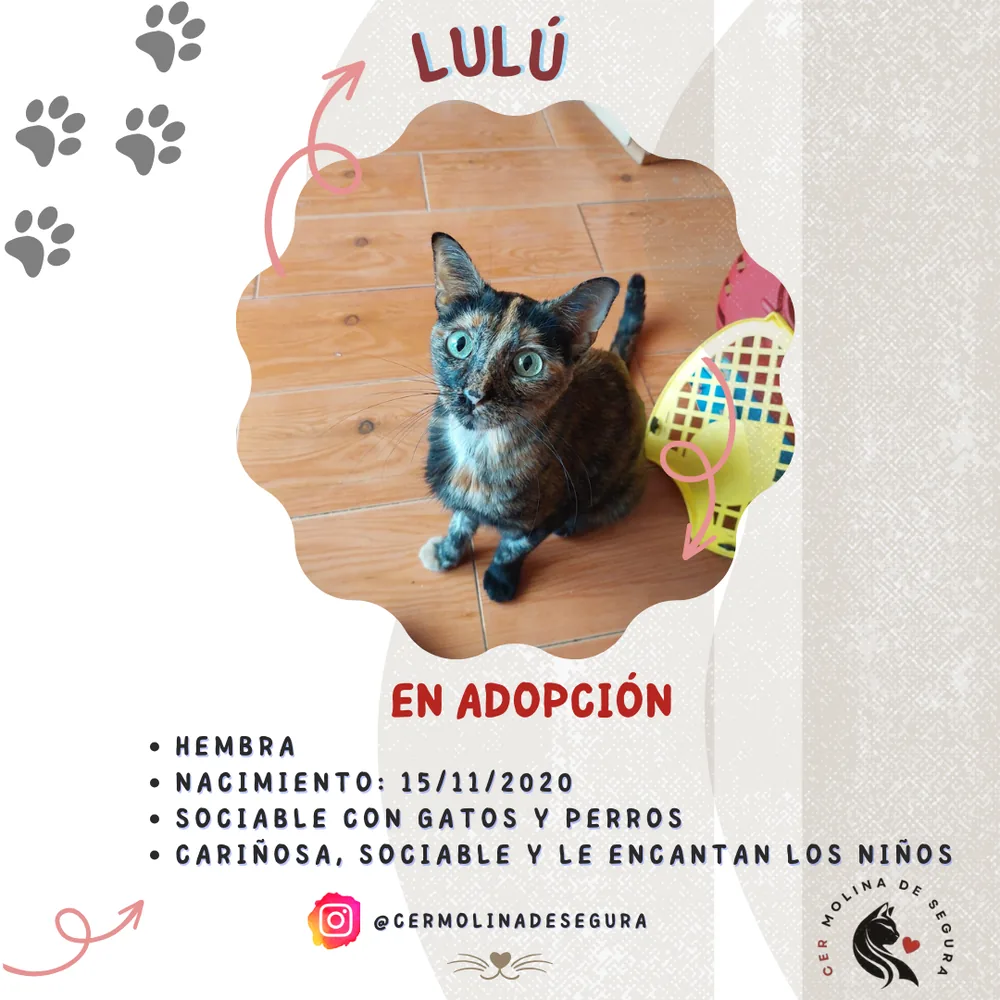 LULÚ
EN ADOPCIÓN
• HEMBRA
• NACIMIENTO: 15/11/2020
• SOCIABLE CON GATOS Y PERROS
• CARIÑOSA, SOCIABLE Y LE ENCANTAN LOS NIÑOS
@CERMOLINADESEGURA
CER MOLINA DE SEGURA